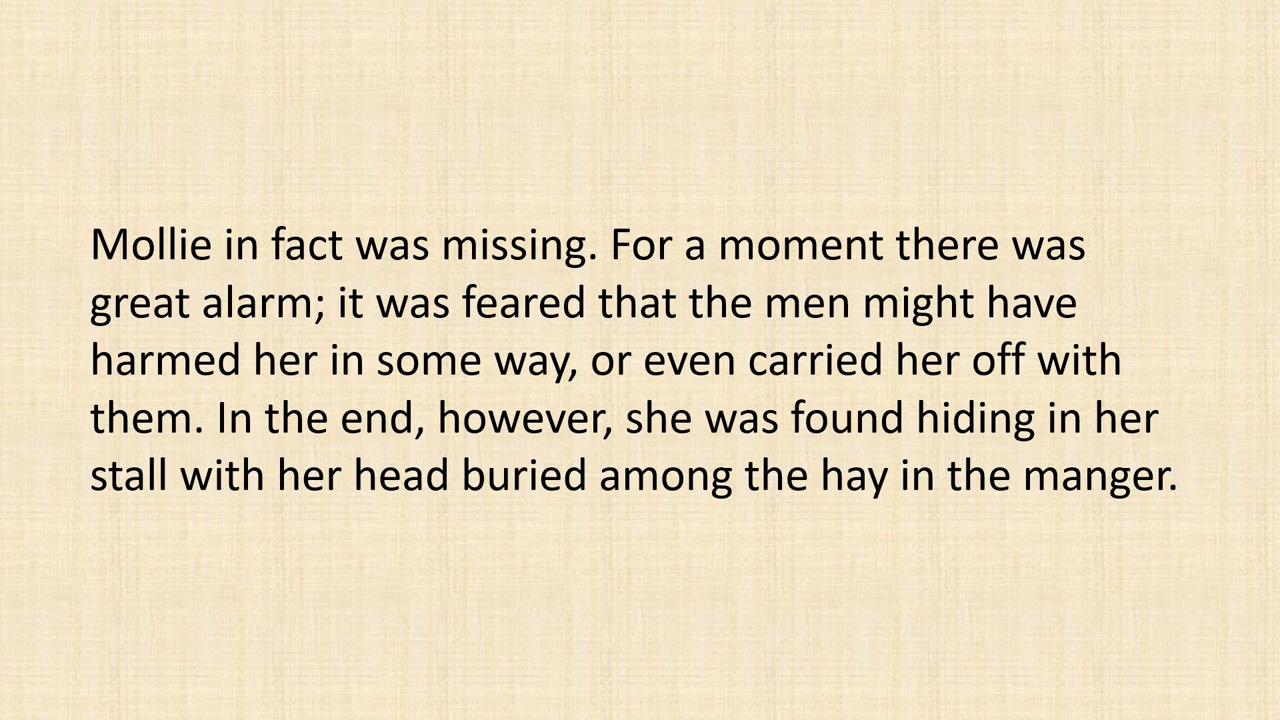 Mollie in fact was missing. For a moment there was
great alarm; it was feared that the men might have
harmed her in some way, or even carried her off with
them. In the end, however, she was found hiding in her
stall with her head buried among the hay in the manger.